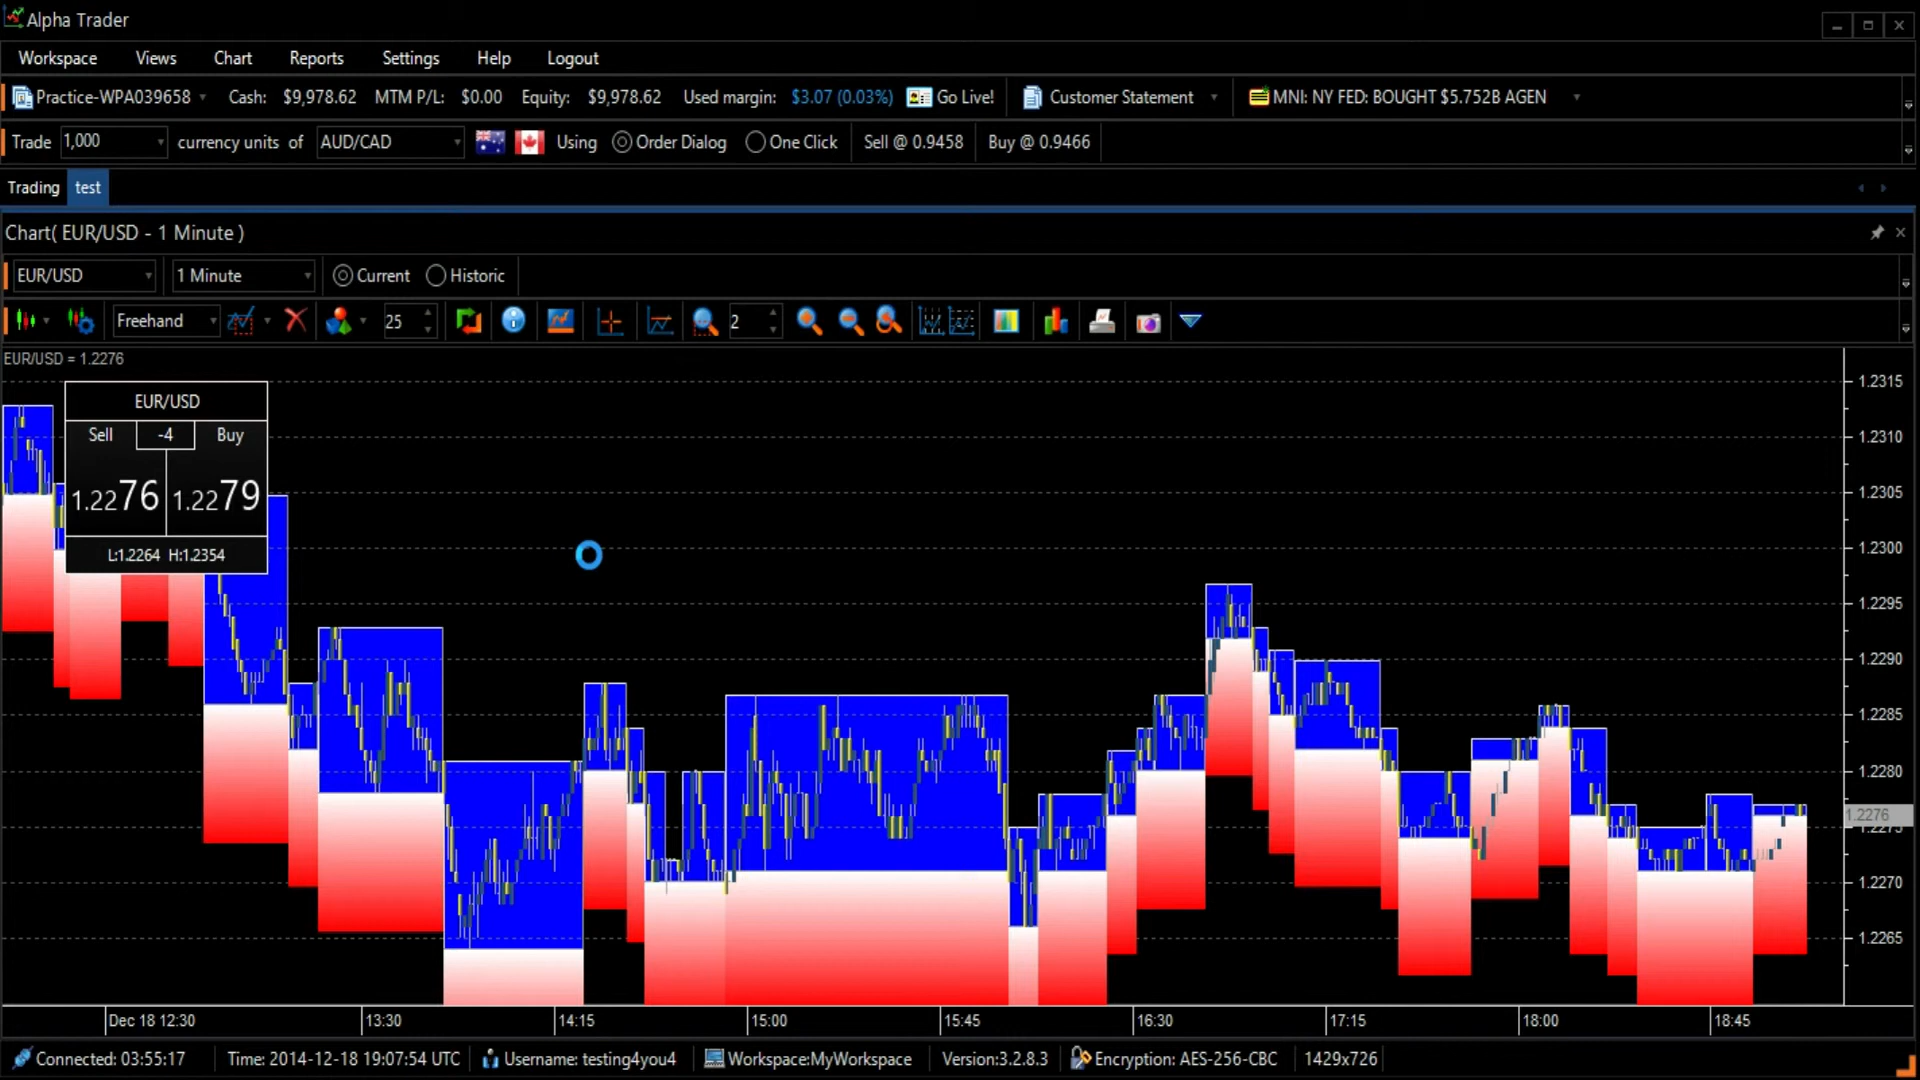 Alpha Trader
Workspace Views Chart Reports Settings Help Logout
Practice-WPA039658 Cash: $9,978.62 MTM P/L: $0.00 Equity: $9,978.62 Used margin: $3.07 (0.03%) Go Live! Customer Statement MNI: NY FED: BOUGHT $5.752B AGEN
Trade 1,000 currency units of AUD/CAD Using Order Dialog One Click Sell @ 0.9458 Buy @ 0.9466
Trading test
Chart( EUR/USD - 1 Minute )
EUR/USD 1 Minute Current Historic
Freehand 25 2
EUR/USD = 1.2276
EUR/USD
Sell -4 Buy
1.2276 1.2279
L:1.2264 H:1.2354
1.2315
1.2310
1.2305
1.2300
1.2295
1.2290
1.2285
1.2280
1.2276
1.2275
1.2270
1.2265
Dec 18 12:30 13:30 14:15 15:00 15:45 16:30 17:15 18:00 18:45
Connected: 03:55:17 Time: 2014-12-18 19:07:54 UTC Username: testing4you4 Workspace:MyWorkspace Version:3.2.8.3 Encryption: AES-256-CBC 1429x726